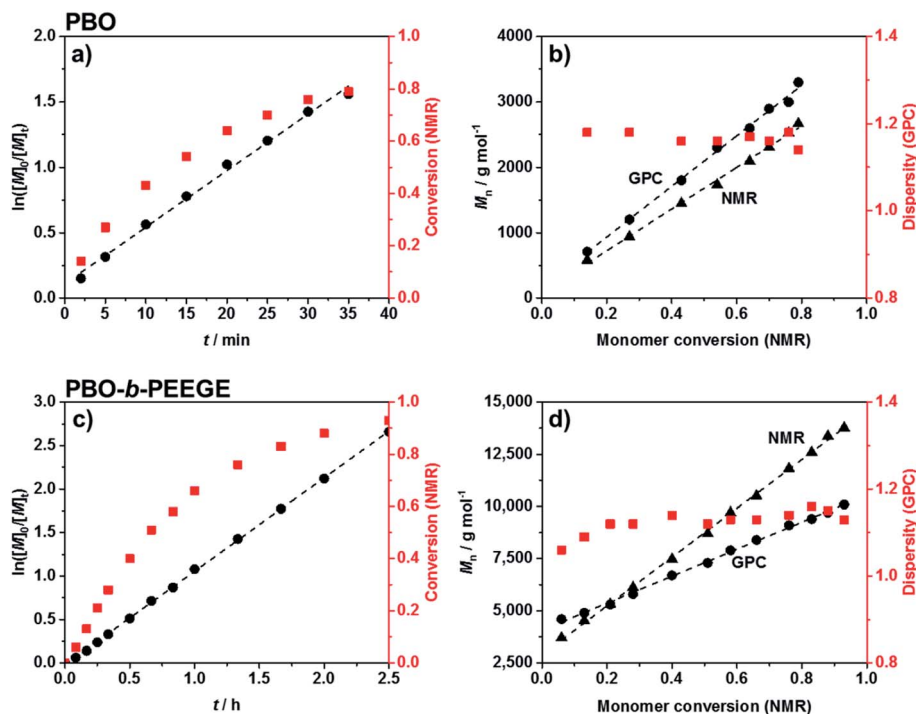 PBO
a)
2.0
1.5
1.0
0.5
0.0
ln([M]0/[M]t)
1.0
0.8
0.6
0.4
0.2
0.0
Conversion (NMR)
0 5 10 15 20 25 30 35 40
t / min
b)
4000
3000
2000
1000
0
Mn / g mol-1
GPC
NMR
1.4
1.2
1.0
0.8
Dispersity (GPC)
0.0 0.2 0.4 0.6 0.8 1.0
Monomer conversion (NMR)
PBO-b-PEEGE
c)
3.0
2.5
2.0
1.5
1.0
0.5
0.0
ln([M]0/[M]t)
1.0
0.8
0.6
0.4
0.2
0.0
Conversion (NMR)
0.0 0.5 1.0 1.5 2.0 2.5
t / h
d)
15,000
12,500
10,000
7,500
5,000
2,500
Mn / g mol-1
NMR
GPC
1.4
1.2
1.0
0.8
Dispersity (GPC)
0.0 0.2 0.4 0.6 0.8 1.0
Monomer conversion (NMR)